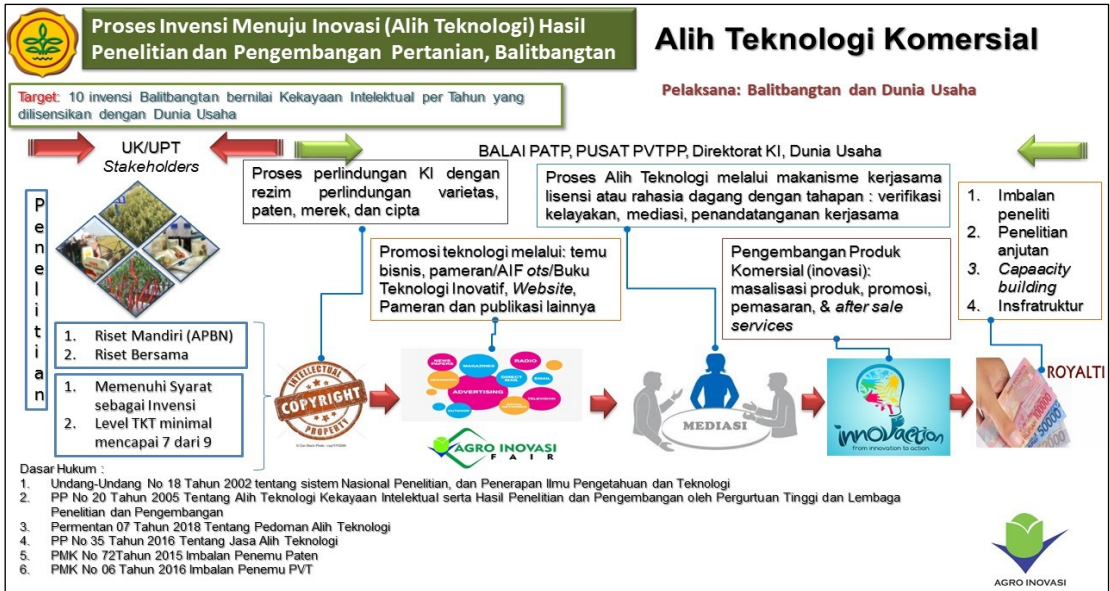 Proses Invensi Menuju Inovasi (Alih Teknologi) Hasil
Penelitian dan Pengembangan Pertanian, Balitbangtan
Alih Teknologi Komersial
Pelaksana: Balitbangtan dan Dunia Usaha
Target: 10 invensi Balitbangtan bernilai Kekayaan Intelektual per Tahun yang
dilisensikan dengan Dunia Usaha
UK/UPT
Stakeholders
BALAI PATP, PUSAT PVTPP, Direktorat KI, Dunia Usaha
Penelitian
Proses perlindungan KI dengan
rezim perlindungan varietas,
paten, merek, dan cipta
Proses Alih Teknologi melalui makanisme kerjasama
lisensi atau rahasia dagang dengan tahapan : verifikasi
kelayakan, mediasi, penandatanganan kerjasama
1. Imbalan
peneliti
2. Penelitian
anjutan
3. Capaacity
building
4. Insfratruktur
Promosi teknologi melalui: temu
bisnis, pameran/AIF ots/Buku
Teknologi Inovatif, Website,
Pameran dan publikasi lainnya
Pengembangan Produk
Komersial (inovasi):
masalisasi produk, promosi,
pemasaran, & after sale
services
1. Riset Mandiri (APBN)
2. Riset Bersama
1. Memenuhi Syarat
sebagai Invensi
2. Level TKT minimal
mencapai 7 dari 9
INTELLECTUAL
COPYRIGHT
PROPERTY
NEWS
PAPERS
MAGAZINES
RADIO
DIRECT
MAIL
EMAIL
ADVERTISING
TELEVISION
OUTDOOR
AGRO INOVASI
FAIR
MEDIASI
innovaction
from innovation to action
ROYALTI
100000
50000
Dasar Hukum :
1. Undang-Undang No 18 Tahun 2002 tentang sistem Nasional Penelitian, dan Penerapan Ilmu Pengetahuan dan Teknologi
2. PP No 20 Tahun 2005 Tentang Alih Teknologi Kekayaan Intelektual serta Hasil Penelitian dan Pengembangan oleh Pergurtuan Tinggi dan Lembaga
Penelitian dan Pengembangan
3. Permentan 07 Tahun 2018 Tentang Pedoman Alih Teknologi
4. PP No 35 Tahun 2016 Tentang Jasa Alih Teknologi
5. PMK No 72Tahun 2015 Imbalan Penemu Paten
6. PMK No 06 Tahun 2016 Imbalan Penemu PVT
AGRO INOVASI